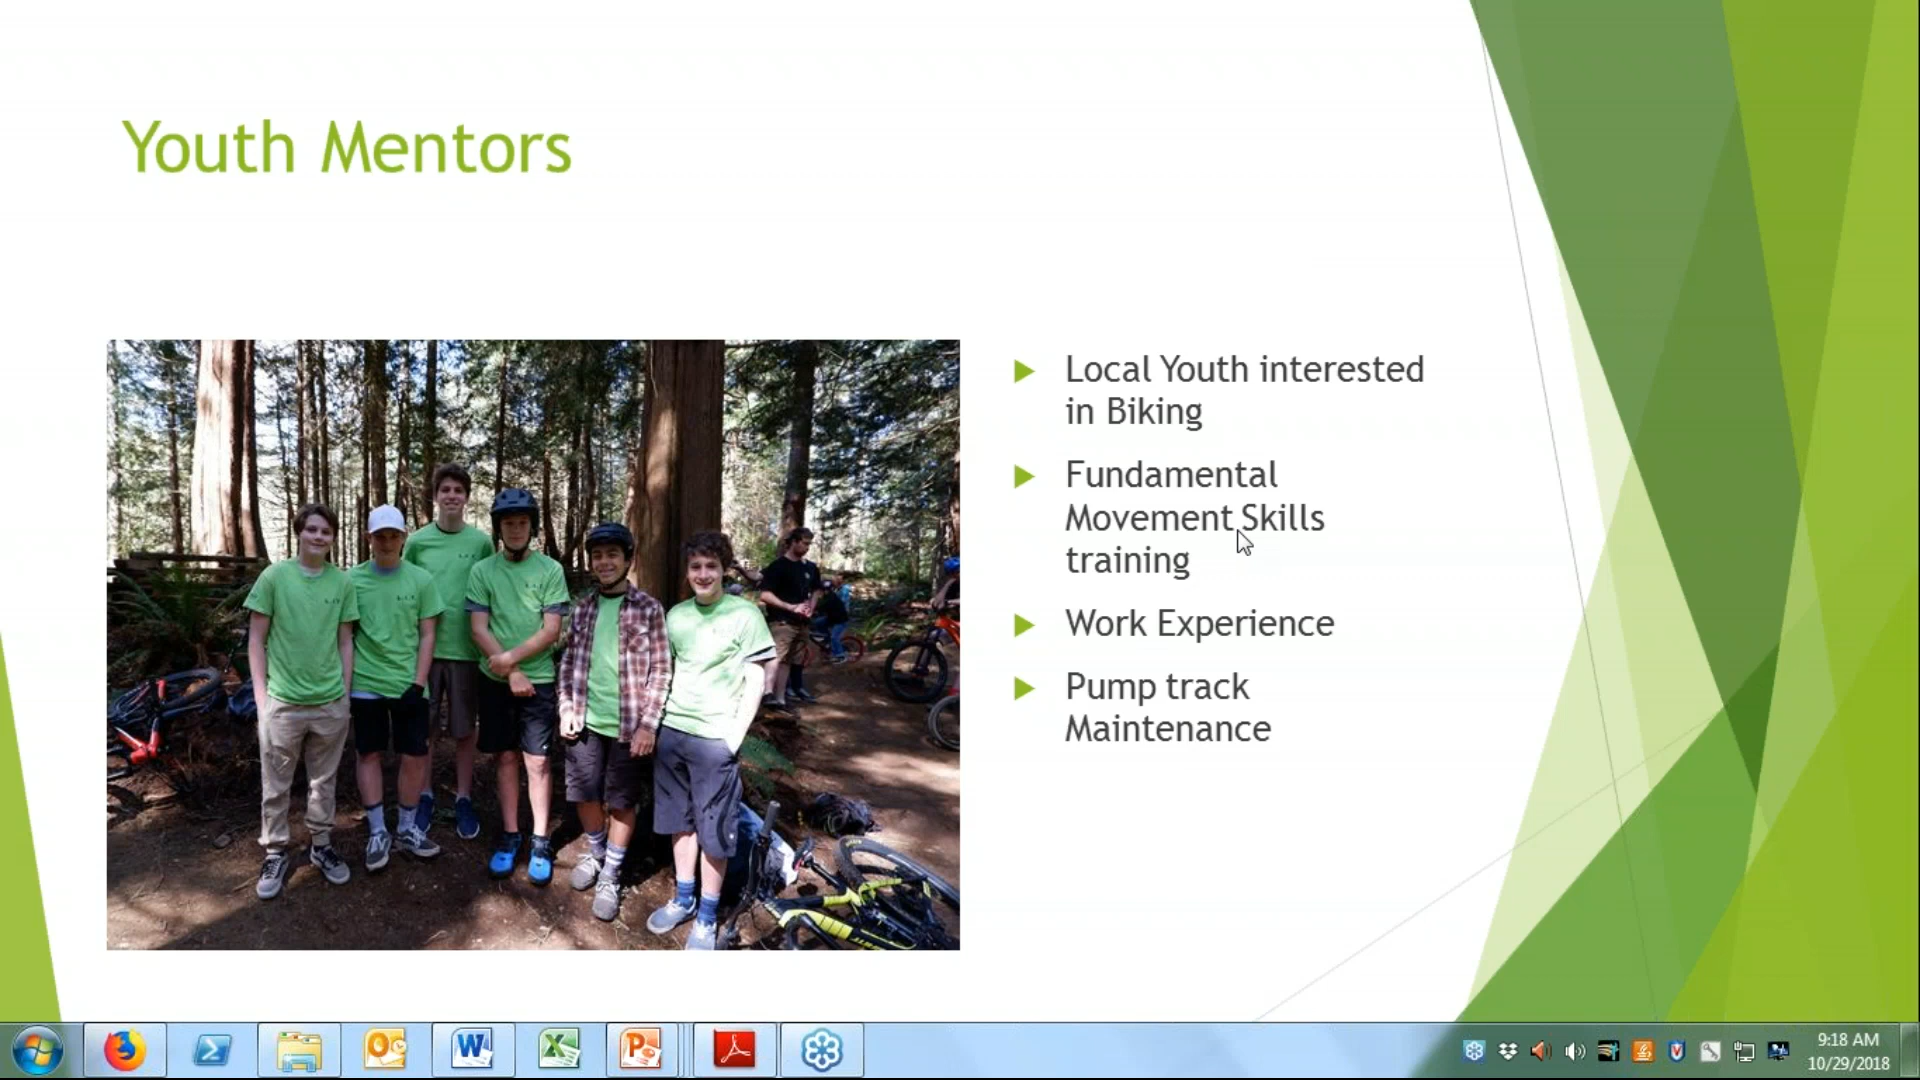 Youth Mentors
Local Youth interested
in Biking
Fundamental
Movement Skills
training
Work Experience
Pump track
Maintenance
9:18 AM
10/29/2018